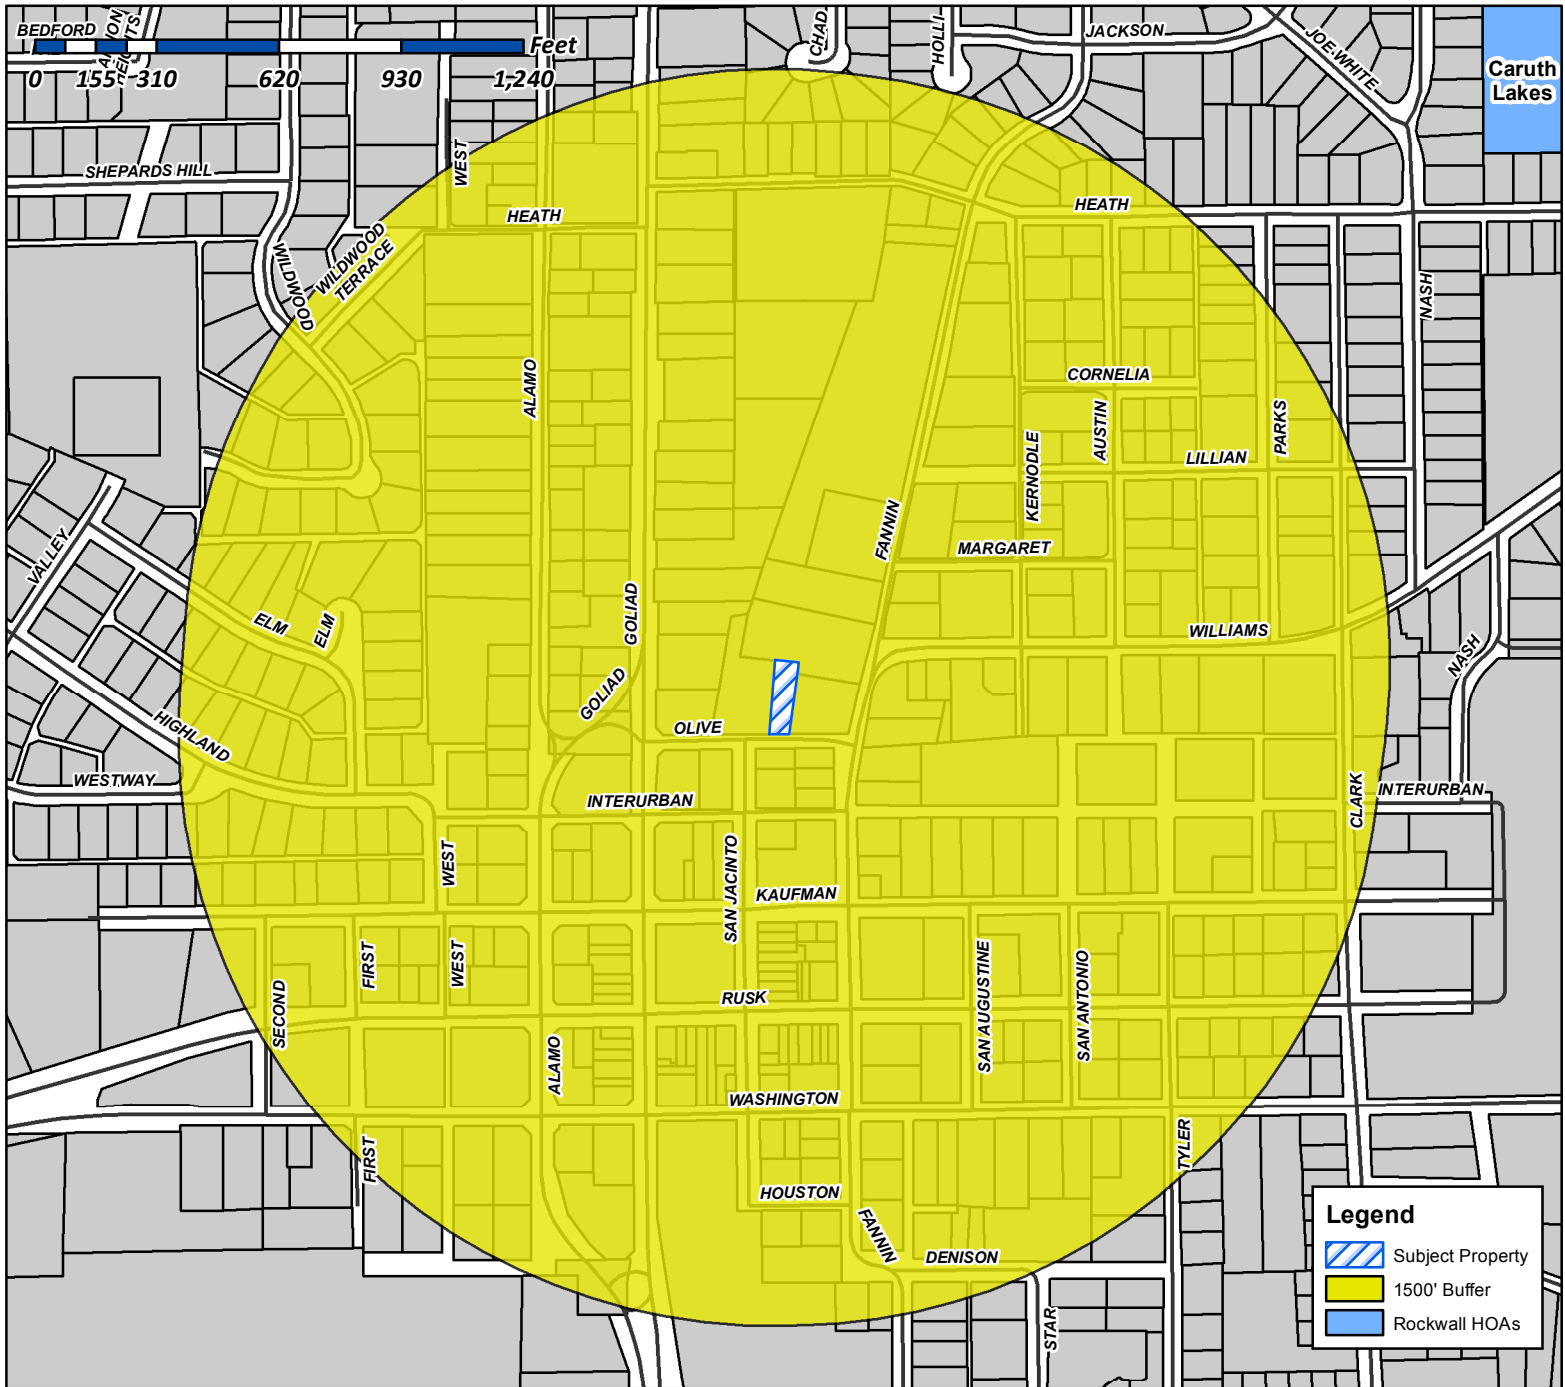 BEDFORD
Feet
0 155 310 620 930 1,240
CHAD
HOLLI
JACKSON
JOE WHITE
Caruth
Lakes
SHEPARDS HILL
WEST
HEATH
HEATH
WILDWOOD
WILDWOOD
TERRACE
NASH
ALAMO
CORNELIA
AUSTIN
PARKS
KERNODLE
LILLIAN
FANNIN
MARGARET
VALLEY
ELM
ELM
GOLIAD
WILLIAMS
NASH
GOLIAD
HIGHLAND
OLIVE
WESTWAY
INTERURBAN
INTERURBAN
CLARK
WEST
SAN JACINTO
KAUFMAN
FIRST
WEST
SECOND
RUSK
SAN AUGUSTINE
SAN ANTONIO
ALAMO
WASHINGTON
FIRST
TYLER
HOUSTON
FANNIN
DENISON
STAR
Legend
Subject Property
1500' Buffer
Rockwall HOAs